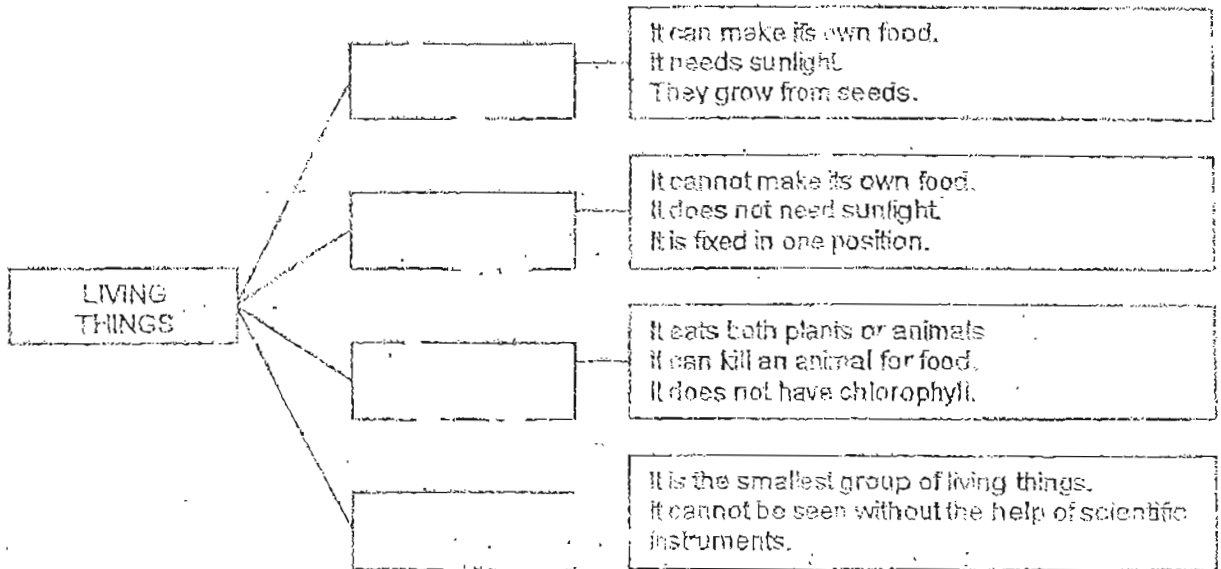 It can make its own food.
It needs sunlight.
They grow from seeds.
It cannot make its own food.
It does not need sunlight.
It is fixed in one position.
LIVING
THINGS
It eats both plants or animals
It can kill an animal for food.
It does not have chlorophyll.
It is the smallest group of living things.
It cannot be seen without the help of scientific
instruments.